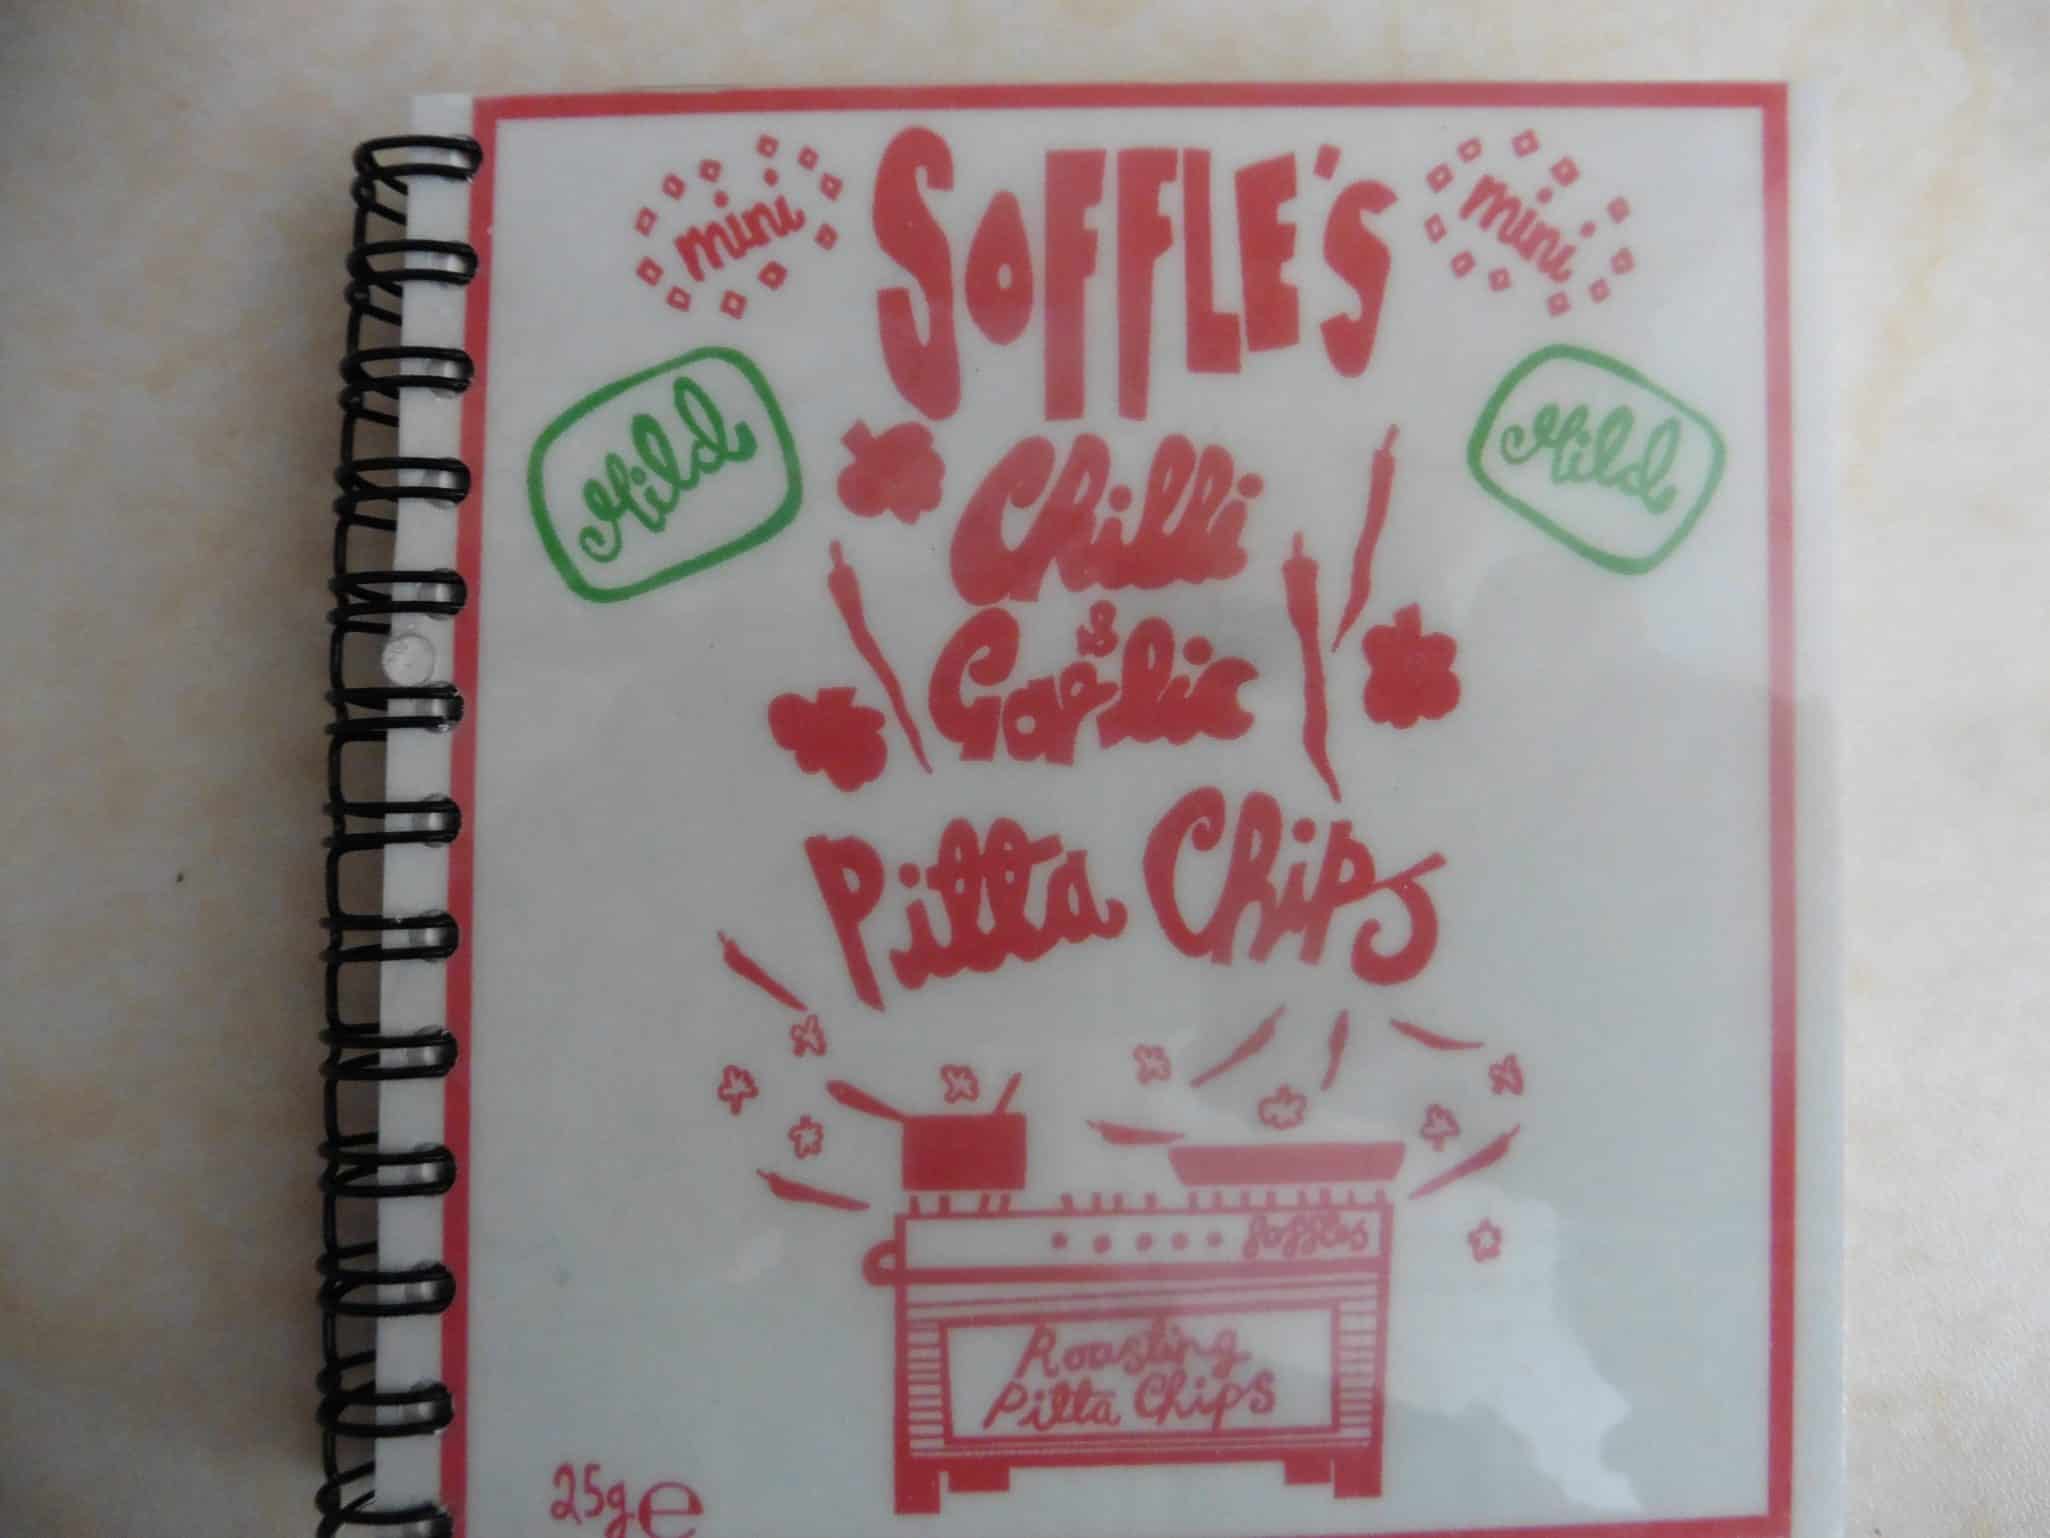 mini SOFFLE'S mini
Mild Mild
Chilli
&
Garlic
Pitta Chips
Soffles
Roasting
Pitta Chips
25g e